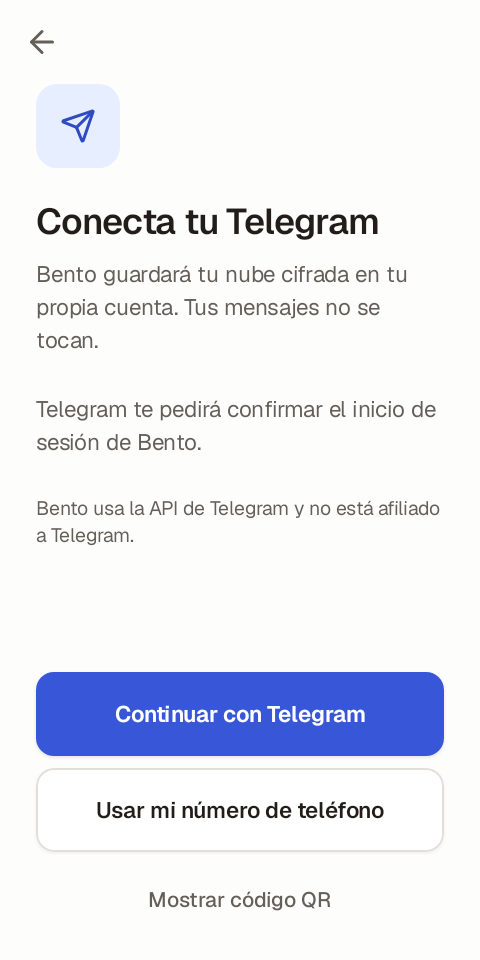 Conecta tu Telegram
Bento guardará tu nube cifrada en tu
propia cuenta. Tus mensajes no se
tocan.
Telegram te pedirá confirmar el inicio de
sesión de Bento.
Bento usa la API de Telegram y no está afiliado
a Telegram.
Continuar con Telegram
Usar mi número de teléfono
Mostrar código QR